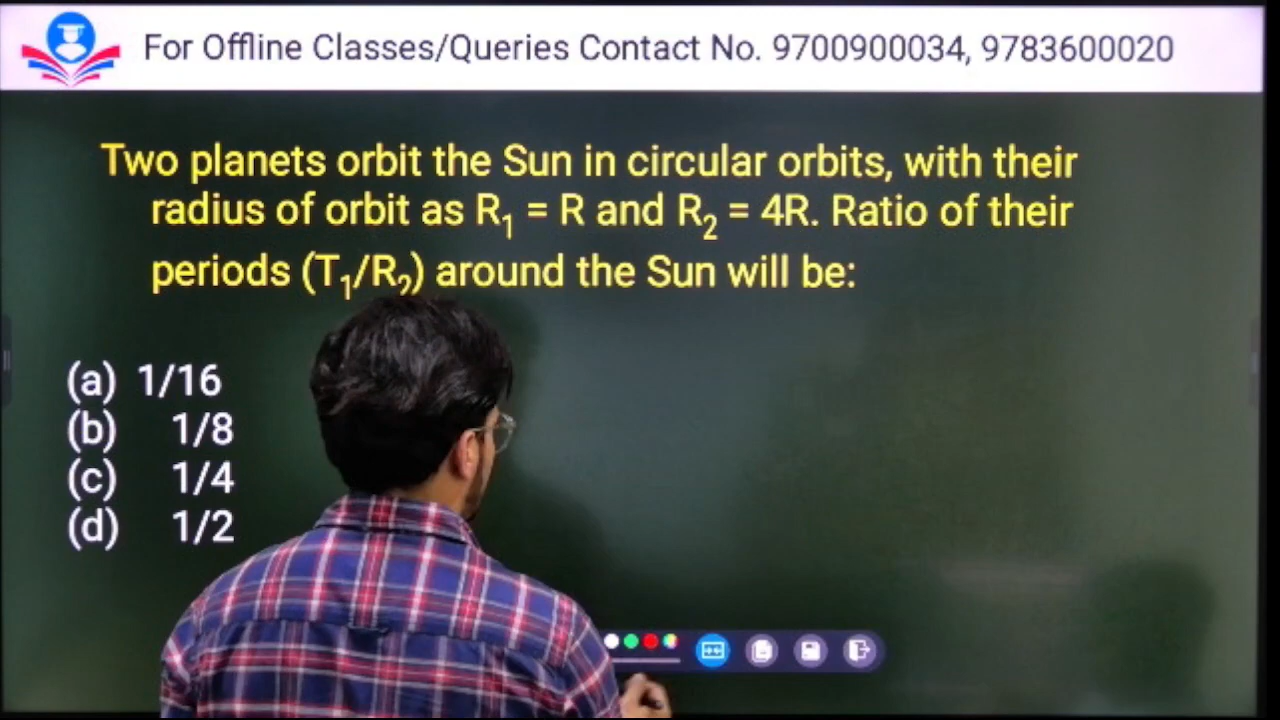 For Offline Classes/Queries Contact No. 9700900034, 9783600020
Two planets orbit the Sun in circular orbits, with their
radius of orbit as R₁ = R and R₂ = 4R. Ratio of their
periods (T₁/R₂) around the Sun will be:
(a) 1/16
(b) 1/8
(c) 1/4
(d) 1/2